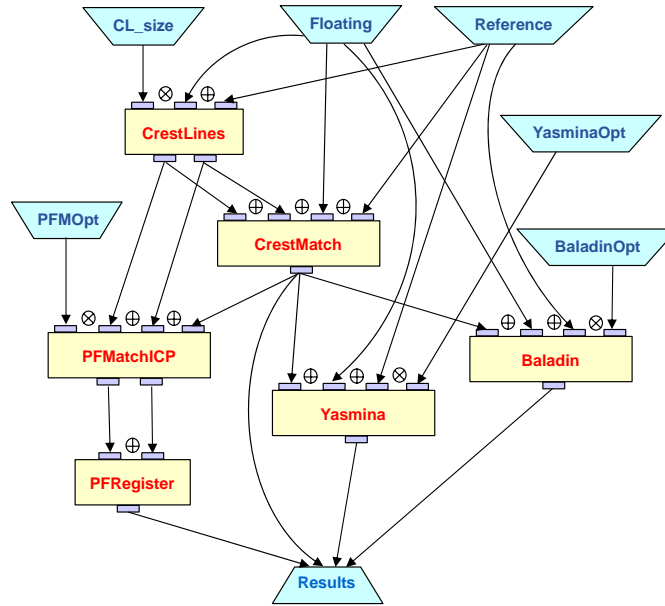 CL_size
Floating
Reference
CrestLines
YasminaOpt
PFMOpt
CrestMatch
BaladinOpt
PFMatchICP
Baladin
Yasmina
PFRegister
Results